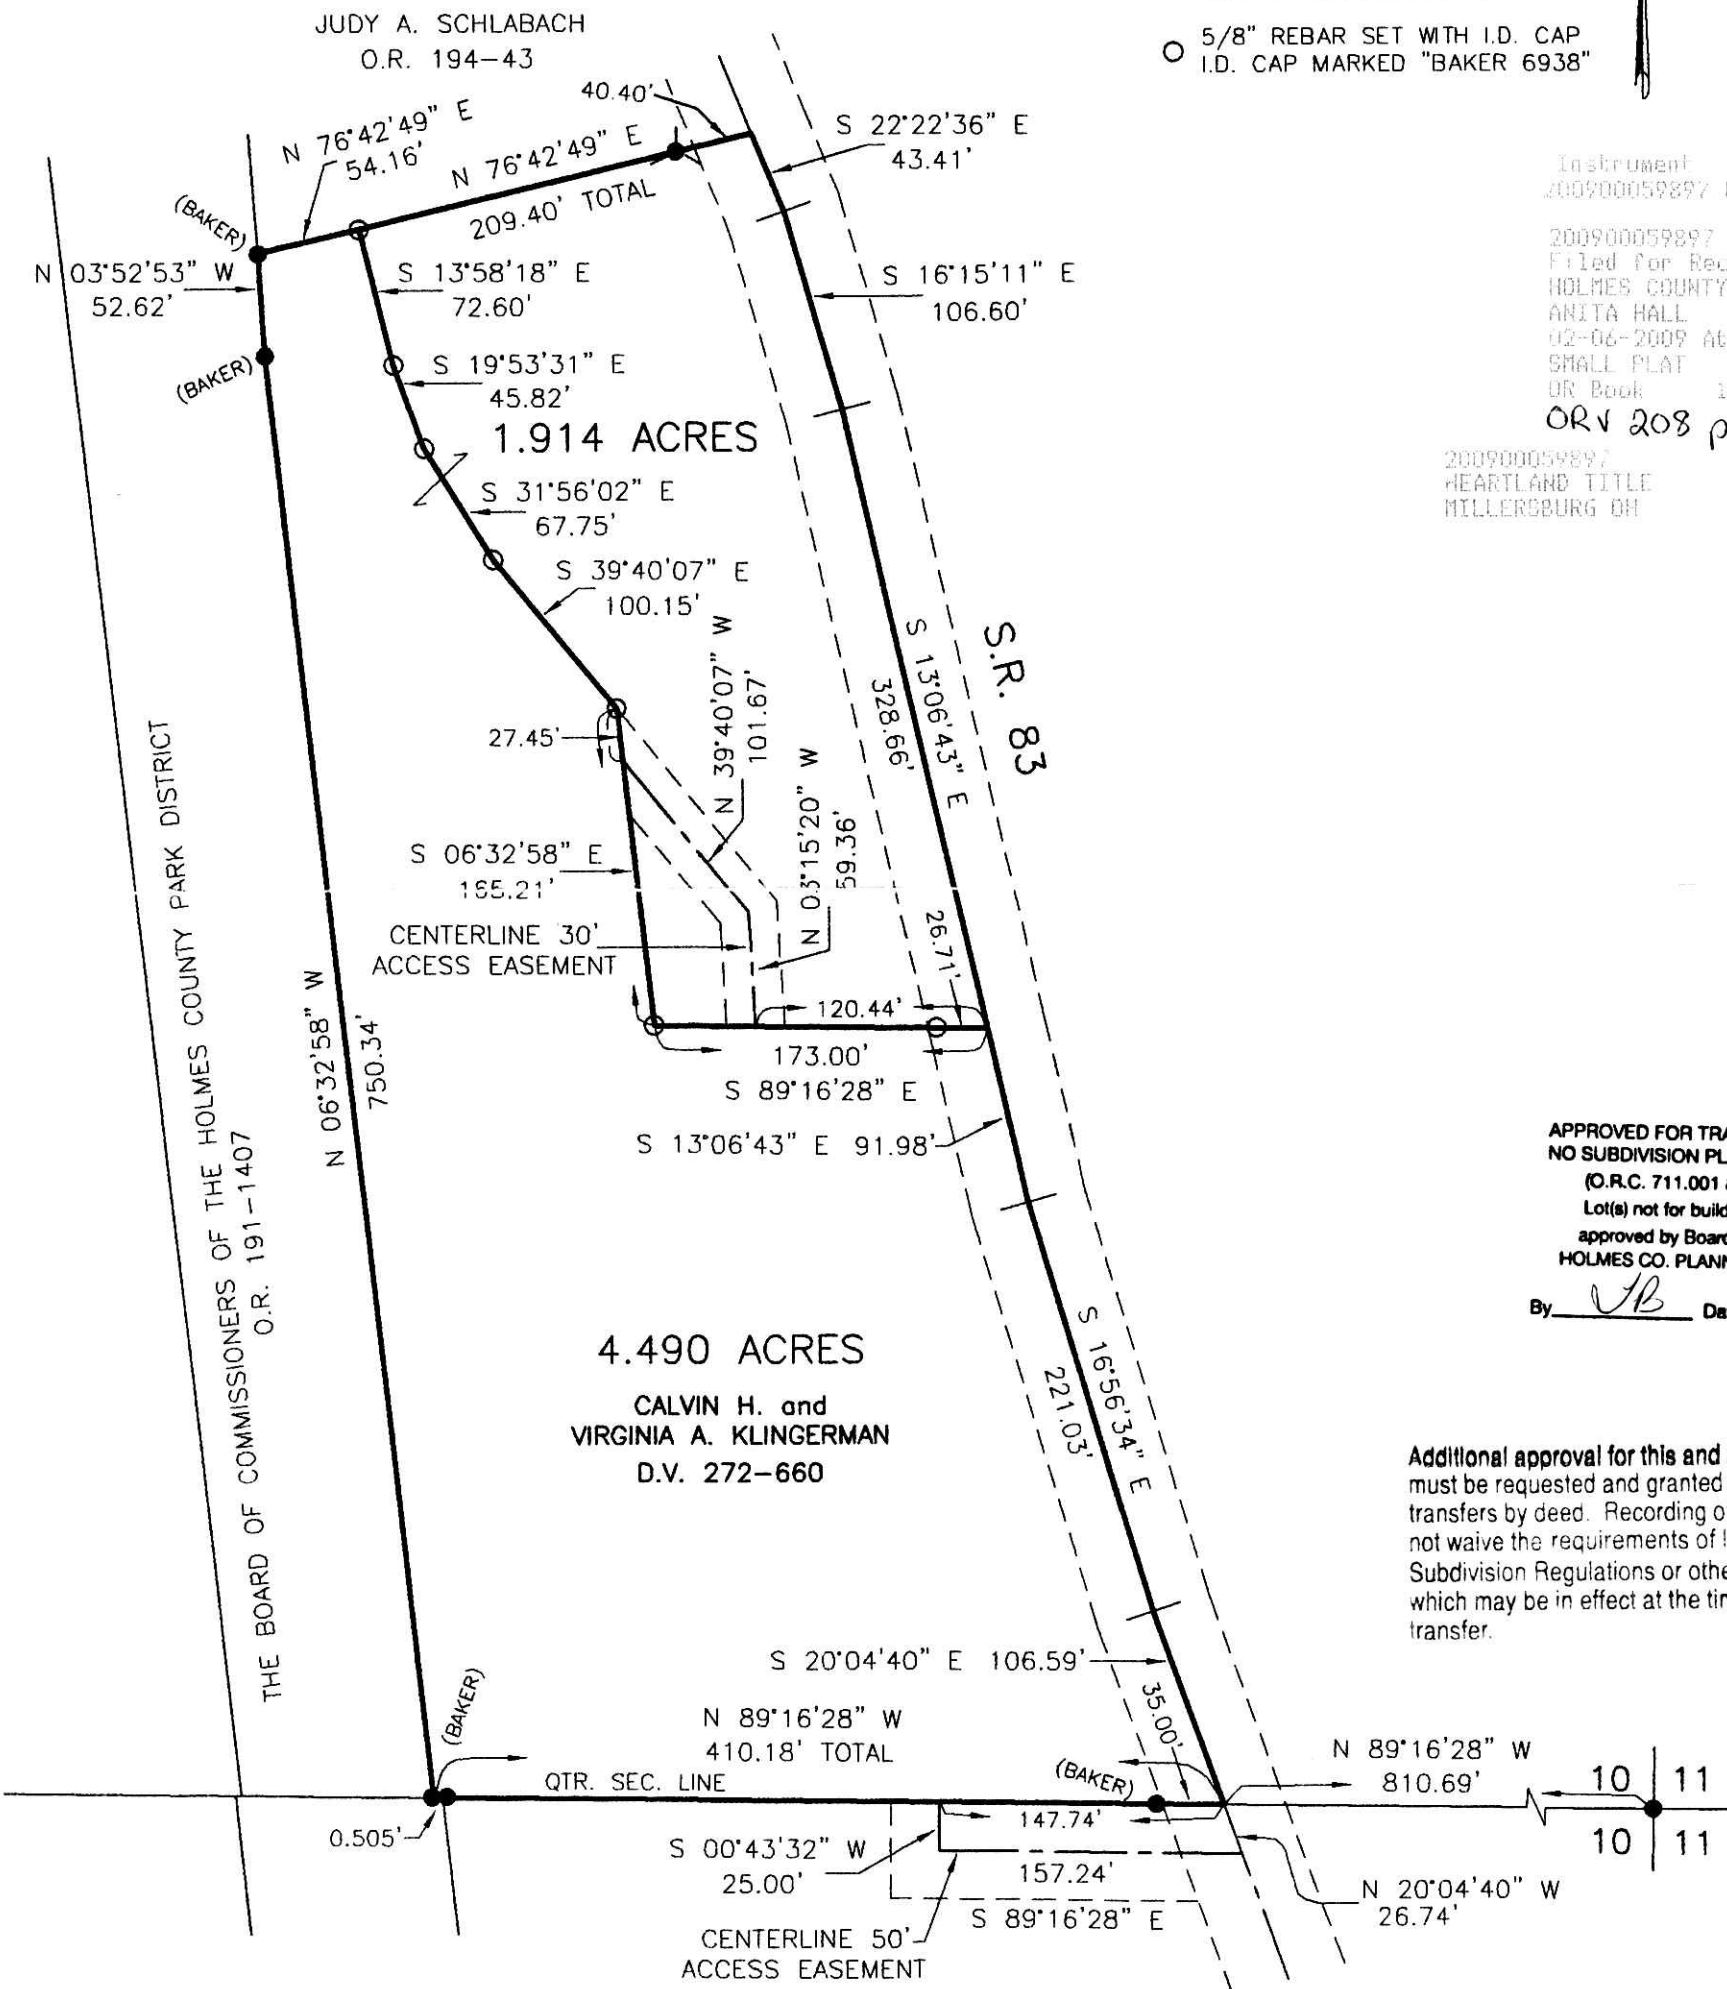 JUDY A. SCHLABACH
O.R. 194-43
5/8" REBAR SET WITH I.D. CAP
I.D. CAP MARKED "BAKER 6938"
40.40'
N 76°42'49" E
54.16'
N 76°42'49" E
209.40' TOTAL
S 22°22'36" E
43.41'
Instrument
200900059897
200900059897
Filed for Rec
HOLMES COUNTY
ANITA HALL
02-06-2009 At
SMALL PLAT
OR Book 1
ORV 208 p
200900059897
HEARTLAND TITLE
MILLERSBURG OH
(BAKER)
N 03°52'53" W
52.62'
(BAKER)
S 13°58'18" E
72.60'
S 16°15'11" E
106.60'
S 19°53'31" E
45.82'
1.914 ACRES
S 31°56'02" E
67.75'
S 39°40'07" E
100.15'
N 39°40'07" W
101.67'
S 13°06'43" E
328.66'
S.R. 83
27.45'
N 03°15'20" W
59.36'
S 06°32'58" E
165.21'
CENTERLINE 30'
ACCESS EASEMENT
26.71'
120.44'
173.00'
S 89°16'28" E
S 13°06'43" E 91.98'
THE BOARD OF COMMISSIONERS OF THE HOLMES COUNTY PARK DISTRICT
O.R. 191-1407
N 06°32'58" W
750.34'
APPROVED FOR TRA
NO SUBDIVISION PL
(O.R.C. 711.001
Lot(s) not for build
approved by Board
HOLMES CO. PLANN
By JB Da
4.490 ACRES
CALVIN H. and
VIRGINIA A. KLINGERMAN
D.V. 272-660
S 16°56'34" E
221.03'
Additional approval for this and
must be requested and granted
transfers by deed. Recording o
not waive the requirements of
Subdivision Regulations or othe
which may be in effect at the tim
transfer.
S 20°04'40" E 106.59'
35.00'
(BAKER)
N 89°16'28" W
410.18' TOTAL
QTR. SEC. LINE
(BAKER)
N 89°16'28" W
810.69'
10 11
10 11
0.505'
147.74'
S 00°43'32" W
25.00'
157.24'
S 89°16'28" E
N 20°04'40" W
26.74'
CENTERLINE 50'
ACCESS EASEMENT